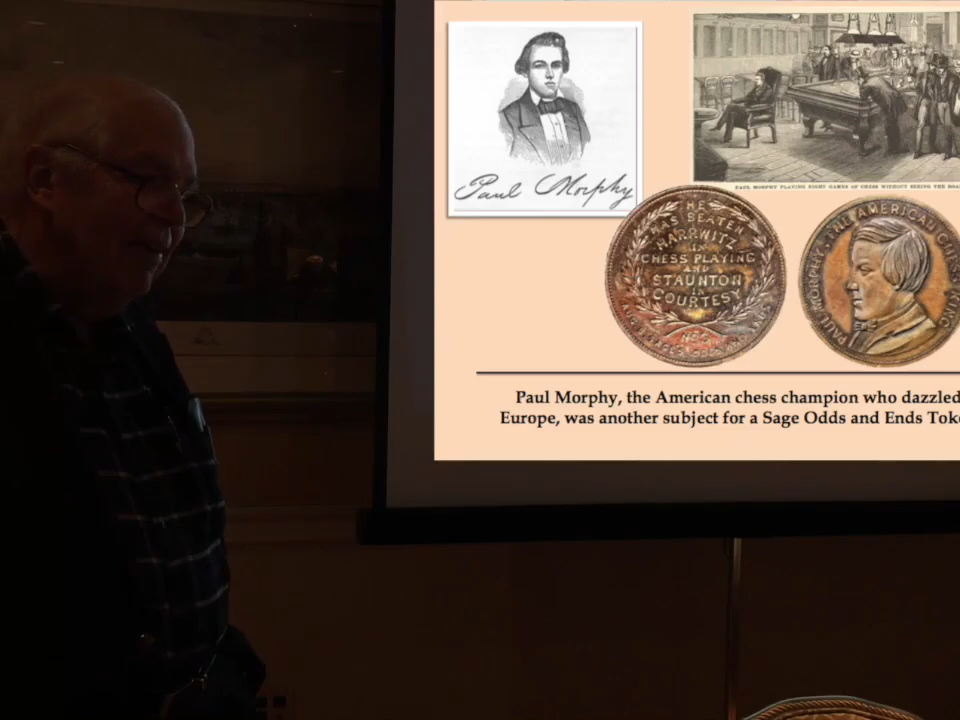 Paul Morphy
PAUL MORPHY PLAYING EIGHT GAMES OF CHESS WITHOUT SEEING THE
HE
HAS BEATEN
HARRWITZ
IN
CHESS PLAYING
AND
STAUNTON
IN
COURTESY
PAUL MORPHY THE AMERICAN CHESS KING
Paul Morphy, the American chess champion who dazzled
Europe, was another subject for a Sage Odds and Ends